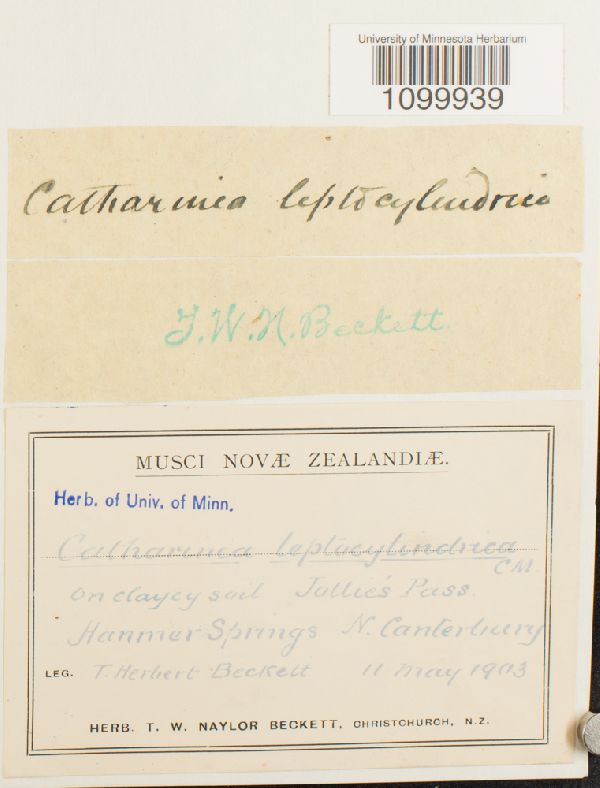 University of Minnesota Herbarium
1099939
Catharinea leptocylindrica
T.W.N. Beckett.
MUSCI NOVÆ ZEALANDIÆ.
Herb. of Univ. of Minn.
Catharinea leptocylindrica
C.M.
on clayey soil Jollie's Pass
Hanmer Springs N. Canterbury
LEG. T. Herbert Beckett 11 May 1903
HERB. T. W. NAYLOR BECKETT, CHRISTCHURCH, N.Z.